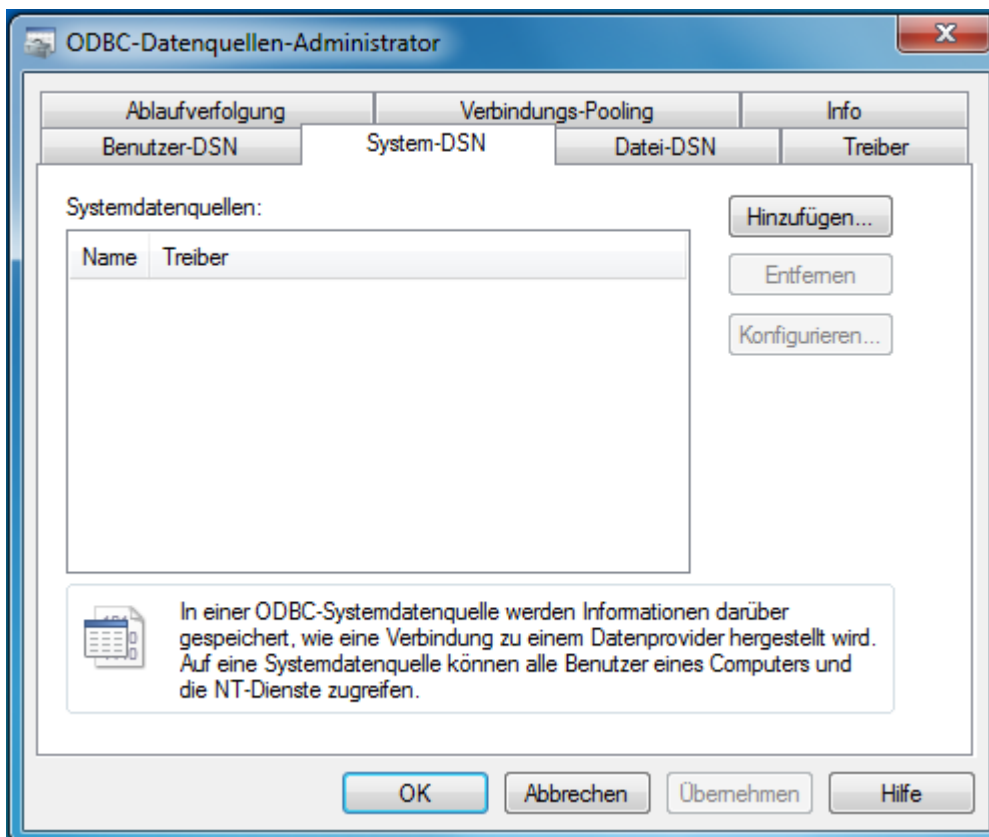 ODBC-Datenquellen-Administrator
Ablaufverfolgung Verbindungs-Pooling Info
Benutzer-DSN System-DSN Datei-DSN Treiber
Systemdatenquellen:
Hinzufügen...
Name Treiber
Entfernen
Konfigurieren...
In einer ODBC-Systemdatenquelle werden Informationen darüber
gespeichert, wie eine Verbindung zu einem Datenprovider hergestellt wird.
Auf eine Systemdatenquelle können alle Benutzer eines Computers und
die NT-Dienste zugreifen.
OK Abbrechen Übernehmen Hilfe